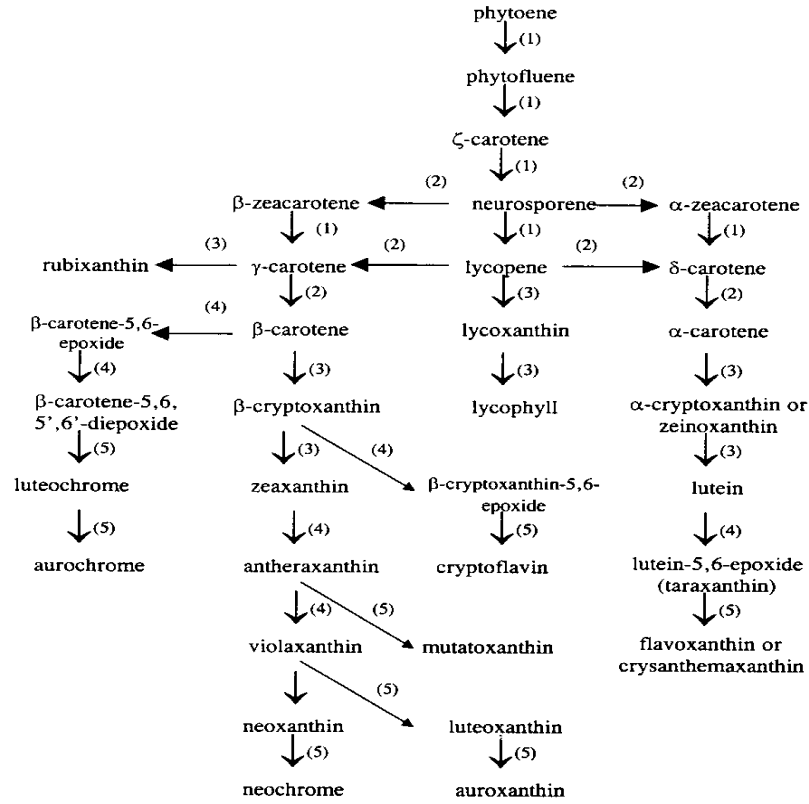 phytoene
(1)
phytofluene
(1)
ζ-carotene
(1)
β-zeacarotene (2) neurosporene (2) α-zeacarotene
(1) (1) (1)
rubixanthin (3) γ-carotene (2) lycopene (2) δ-carotene
(2) (3) (2)
β-carotene-5,6-
epoxide (4) β-carotene lycoxanthin α-carotene
(4) (3) (3) (3)
β-carotene-5,6,
5',6'-diepoxide β-cryptoxanthin lycophyll α-cryptoxanthin or
zeinoxanthin
(5) (3) (4) (3)
luteochrome zeaxanthin β-cryptoxanthin-5,6-
epoxide lutein
(5) (4) (5) (4)
aurochrome antheraxanthin cryptoflavin lutein-5,6-epoxide
(taraxanthin)
(4) (5) (5)
violaxanthin mutatoxanthin flavoxanthin or
crysanthemaxanthin
(5)
neoxanthin luteoxanthin
(5) (5)
neochrome auroxanthin